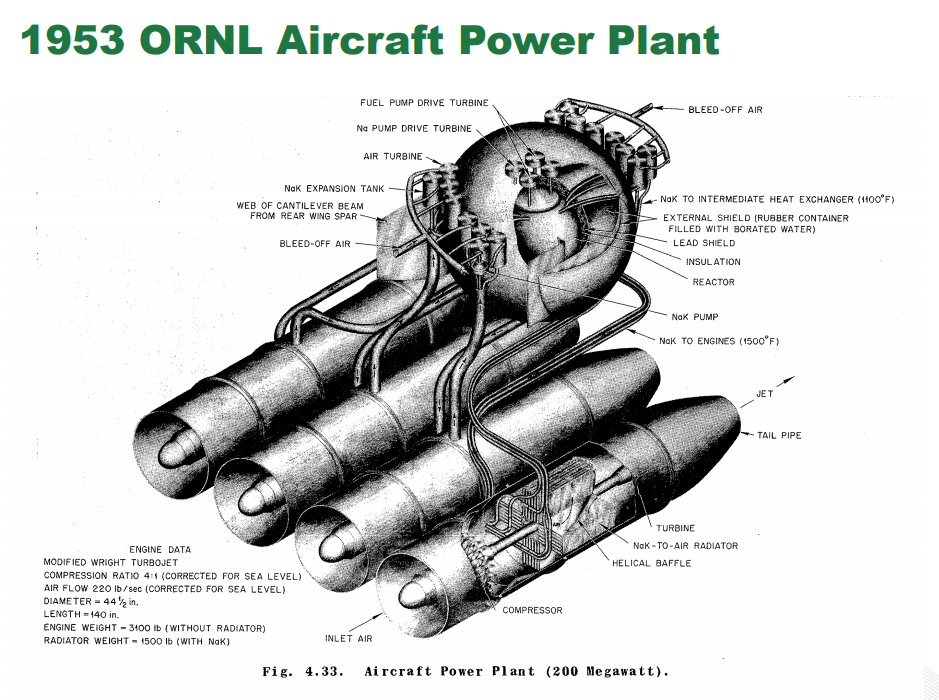 1953 ORNL Aircraft Power Plant
FUEL PUMP DRIVE TURBINE
BLEED-OFF AIR
Na PUMP DRIVE TURBINE
AIR TURBINE
NaK EXPANSION TANK
WEB OF CANTILEVER BEAM
FROM REAR WING SPAR
BLEED-OFF AIR
NaK TO INTERMEDIATE HEAT EXCHANGER (1100°F)
EXTERNAL SHIELD (RUBBER CONTAINER
FILLED WITH BORATED WATER)
LEAD SHIELD
INSULATION
REACTOR
NaK PUMP
NaK TO ENGINES (1500°F)
JET
TAIL PIPE
TURBINE
NaK-TO-AIR RADIATOR
HELICAL BAFFLE
COMPRESSOR
INLET AIR
AIR
ENGINE DATA
MODIFIED WRIGHT TURBOJET
COMPRESSION RATIO 4:1 (CORRECTED FOR SEA LEVEL)
AIR FLOW 220 lb/sec (CORRECTED FOR SEA LEVEL)
DIAMETER = 44 1/2 in.
LENGTH = 140 in.
ENGINE WEIGHT = 3100 lb (WITHOUT RADIATOR)
RADIATOR WEIGHT = 1500 lb (WITH NaK)
Fig. 4.33. Aircraft Power Plant (200 Megawatt).